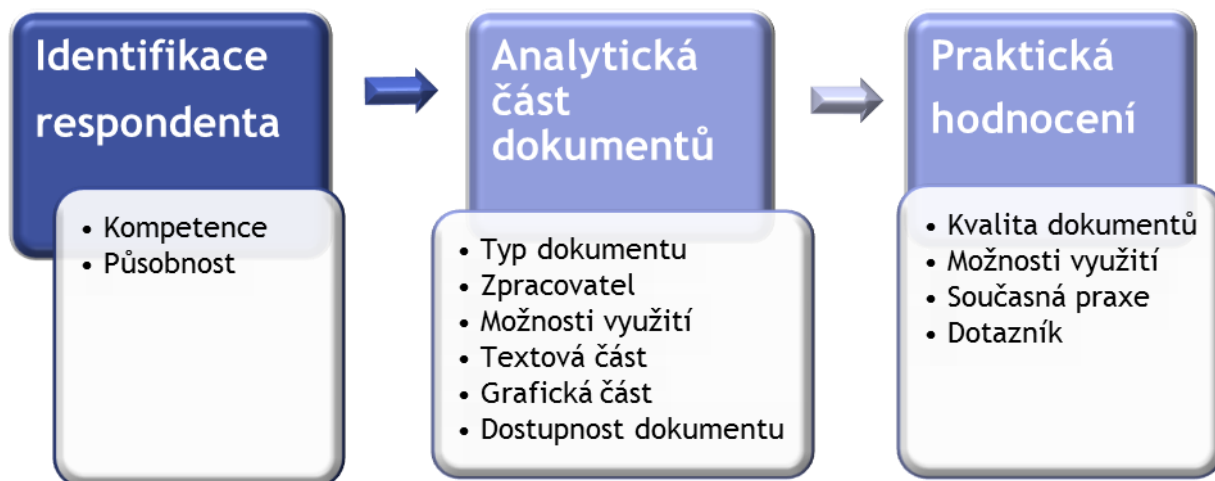 Identifikace
respondenta
• Kompetence
• Působnost
Analytická
část
dokumentů
• Typ dokumentu
• Zpracovatel
• Možnosti využití
• Textová část
• Grafická část
• Dostupnost dokumentu
Praktická
hodnocení
• Kvalita dokumentů
• Možnosti využití
• Současná praxe
• Dotazník